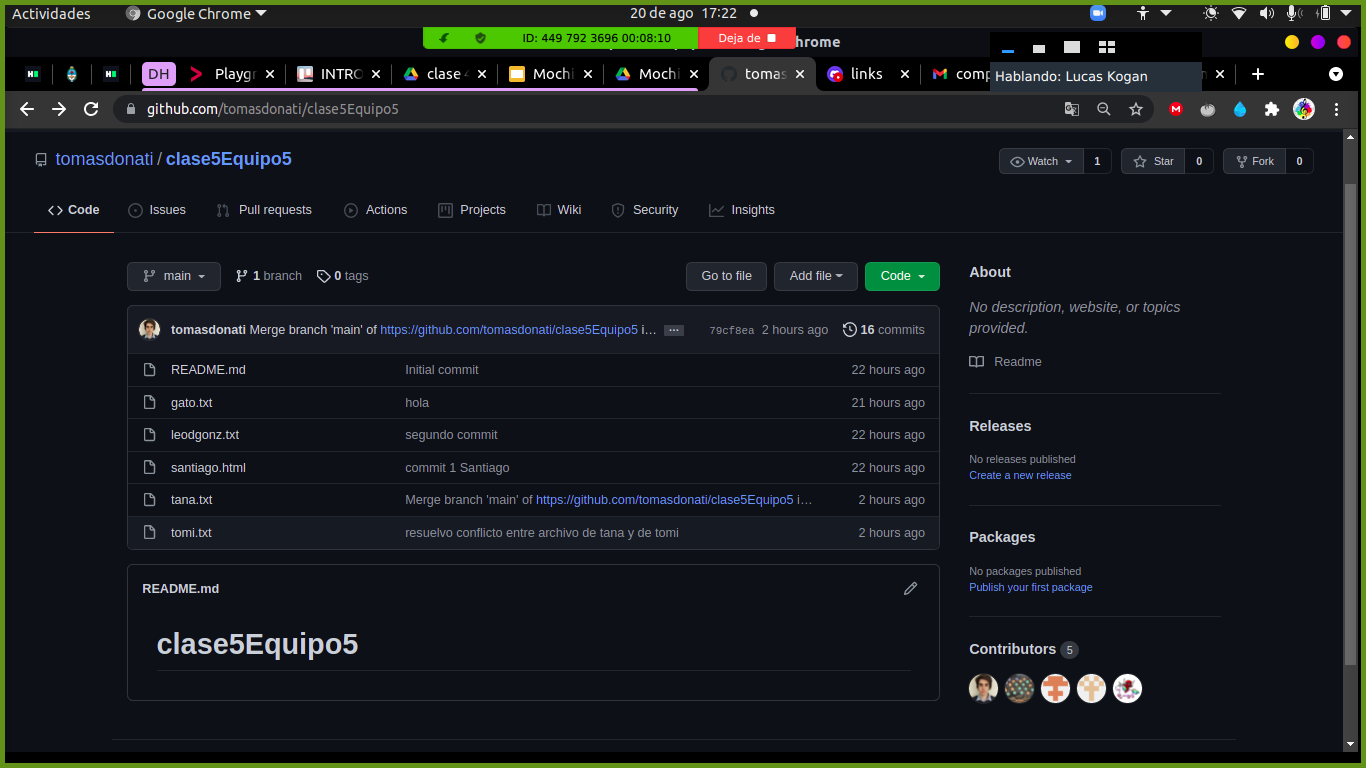 Actividades Google Chrome 20 de ago 17:22
ID: 449 792 3696 00:08:10 Deja de
hrome
Hablando: Lucas Kogan
DH Playgr INTRO clase Mochi Mochi tomas links comp
github.com/tomasdonati/clase5Equipo5
tomasdonati / clase5Equipo5
Watch 1 Star 0 Fork 0
Code Issues Pull requests Actions Projects Wiki Security Insights
main 1 branch 0 tags Go to file Add file Code
tomasdonati Merge branch 'main' of https://github.com/tomasdonati/clase5Equipo5 i… ... 79cf8ea 2 hours ago 16 commits
README.md Initial commit 22 hours ago
gato.txt hola 21 hours ago
leodgonz.txt segundo commit 22 hours ago
santiago.html commit 1 Santiago 22 hours ago
tana.txt Merge branch 'main' of https://github.com/tomasdonati/clase5Equipo5 i… 2 hours ago
tomi.txt resuelvo conflicto entre archivo de tana y de tomi 2 hours ago
README.md
clase5Equipo5
About
No description, website, or topics
provided.
Readme
Releases
No releases published
Create a new release
Packages
No packages published
Publish your first package
Contributors 5